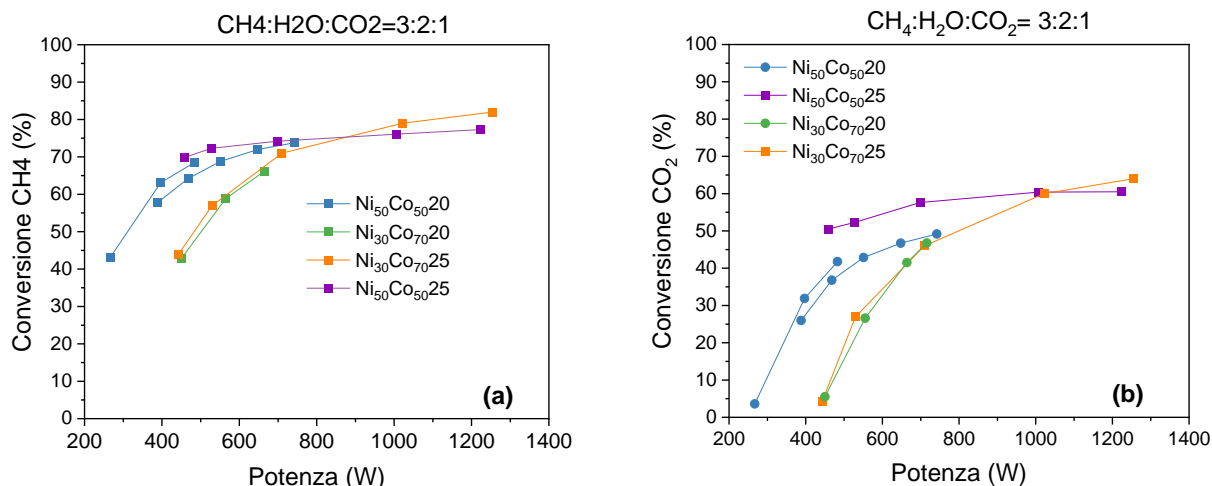 CH4:H2O:CO2=3:2:1
Conversione CH4 (%)
100
90
80
70
60
50
40
30
20
10
0
Ni₅₀Co₅₀20
Ni₃₀Co₇₀20
Ni₃₀Co₇₀25
Ni₅₀Co₅₀25
(a)
200 400 600 800 1000 1200 1400
Potenza (W)
CH₄:H₂O:CO₂= 3:2:1
Conversione CO₂ (%)
100
90
80
70
60
50
40
30
20
10
0
Ni₅₀Co₅₀20
Ni₅₀Co₅₀25
Ni₃₀Co₇₀20
Ni₃₀Co₇₀25
(b)
200 400 600 800 1000 1200 1400
Potenza (W)